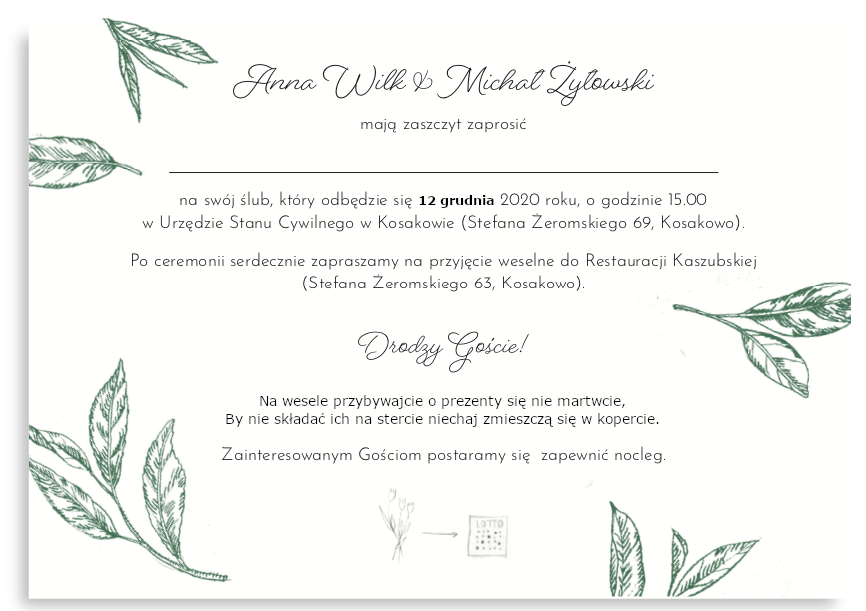 Anna Wilk & Michał Żyłowski
mają zaszczyt zaprosić
na swój ślub, który odbędzie się 12 grudnia 2020 roku, o godzinie 15.00
w Urzędzie Stanu Cywilnego w Kosakowie (Stefana Żeromskiego 69, Kosakowo).
Po ceremonii serdecznie zapraszamy na przyjęcie weselne do Restauracji Kaszubskiej
(Stefana Żeromskiego 63, Kosakowo).
Drodzy Goście!
Na wesele przybywajcie o prezenty się nie martwcie,
By nie składać ich na stercie niechaj zmieszczą się w kopercie.
Zainteresowanym Gościom postaramy się zapewnić nocleg.
LOTTO